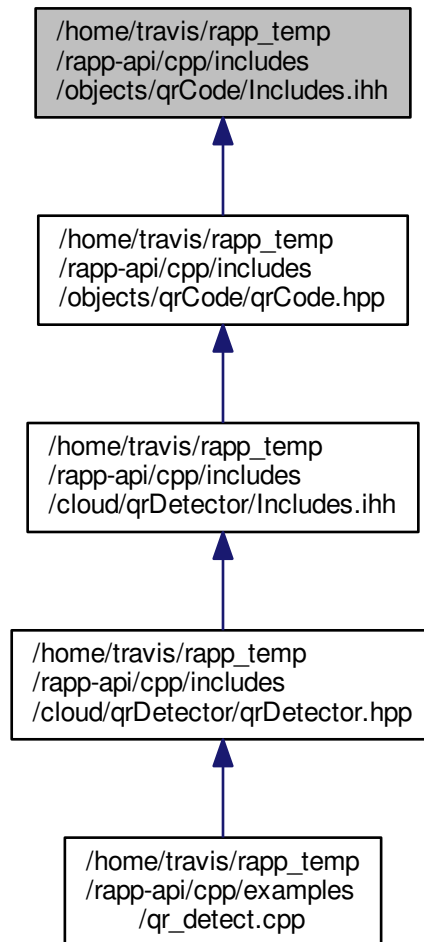 /home/travis/rapp_temp
/rapp-api/cpp/includes
/objects/qrCode/Includes.ihh
/home/travis/rapp_temp
/rapp-api/cpp/includes
/objects/qrCode/qrCode.hpp
/home/travis/rapp_temp
/rapp-api/cpp/includes
/cloud/qrDetector/Includes.ihh
/home/travis/rapp_temp
/rapp-api/cpp/includes
/cloud/qrDetector/qrDetector.hpp
/home/travis/rapp_temp
/rapp-api/cpp/examples
/qr_detect.cpp